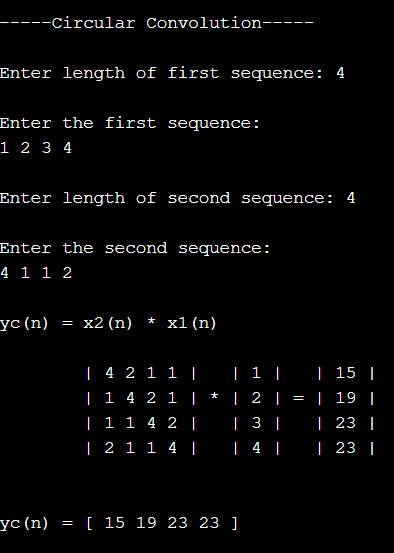 -----Circular Convolution-----
Enter length of first sequence: 4
Enter the first sequence:
1 2 3 4
Enter length of second sequence: 4
Enter the second sequence:
4 1 1 2
yc(n) = x2(n) * x1(n)
| 4 2 1 1 |   | 1 |   | 15 |
| 1 4 2 1 | * | 2 | = | 19 |
| 1 1 4 2 |   | 3 |   | 23 |
| 2 1 1 4 |   | 4 |   | 23 |
yc(n) = [ 15 19 23 23 ]